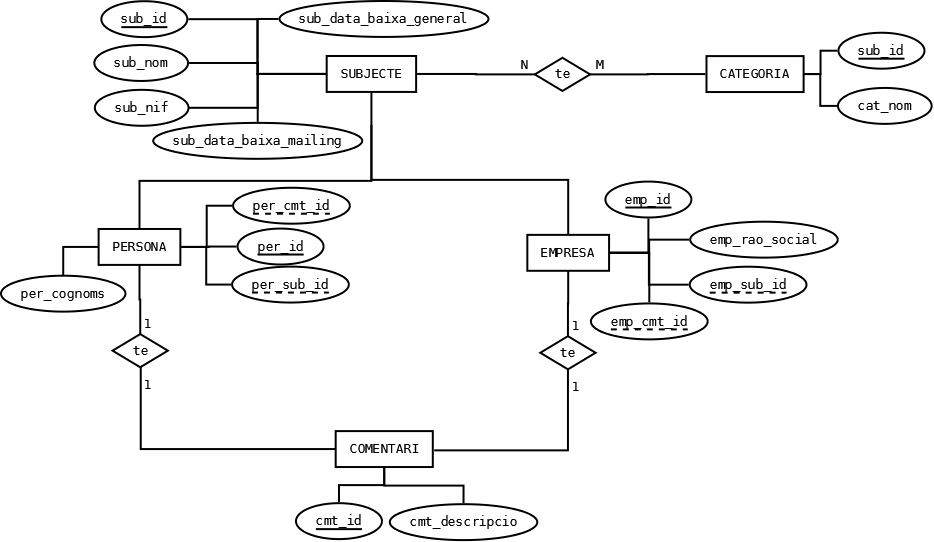 sub_id
sub_data_baixa_general
sub_nom
sub_nif
sub_data_baixa_mailing
SUBJECTE
N
te
M
CATEGORIA
sub_id
cat_nom
per_cmt_id
PERSONA
per_id
per_sub_id
per_cognoms
emp_id
emp_rao_social
EMPRESA
emp_sub_id
emp_cmt_id
1
te
1
1
te
1
COMENTARI
cmt_id
cmt_descripcio